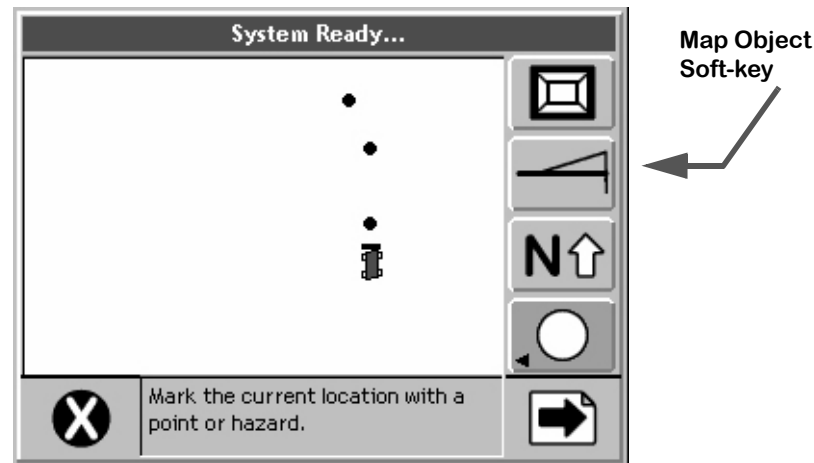 System Ready...
Map Object
Soft-key
N
X
Mark the current location with a
point or hazard.